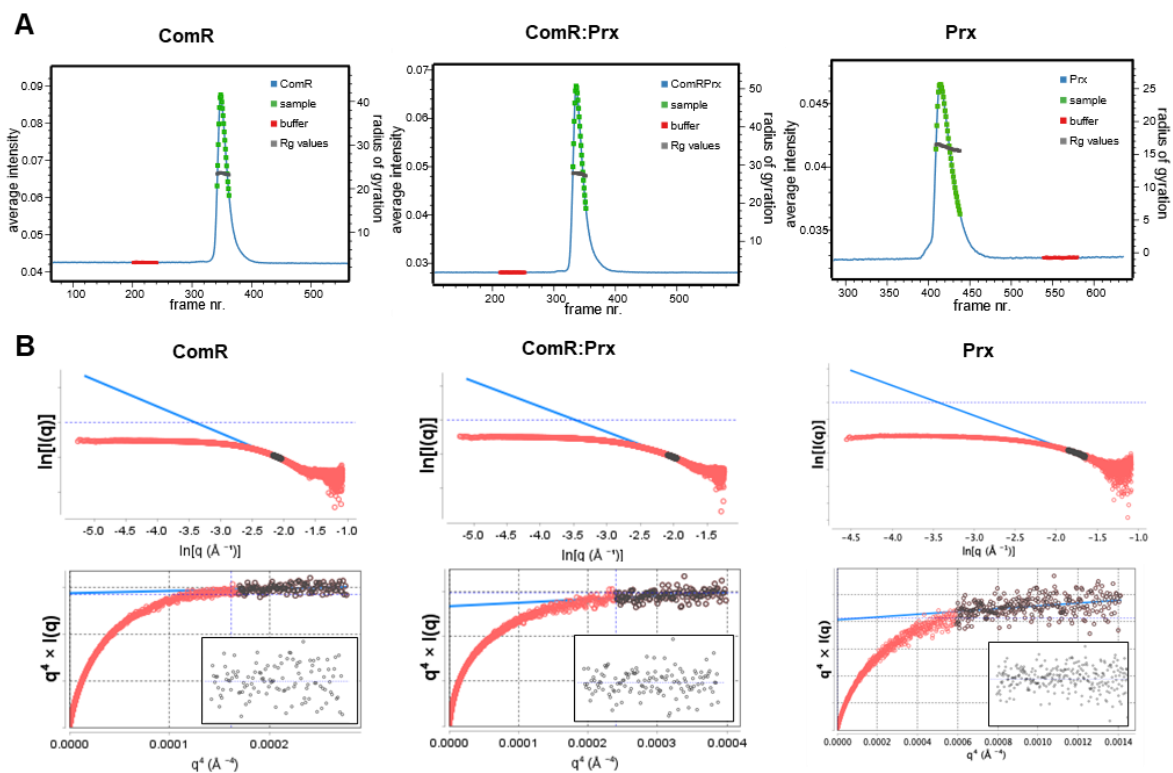 A
ComR
ComR:Prx
Prx
0.09
0.08
0.07
0.06
0.05
0.04
average intensity
40
30
20
10
radius of gyration
ComR
sample
buffer
Rg values
100 200 300 400 500
frame nr.
0.07
0.06
0.05
0.04
0.03
average intensity
50
40
30
20
10
radius of gyration
ComRPrx
sample
buffer
Rg values
200 300 400 500
frame nr.
0.045
0.04
0.035
average intensity
25
20
15
10
5
0
radius of gyration
Prx
sample
buffer
Rg values
300 400 450 500 550 600
frame nr.
B
ComR
ComR:Prx
Prx
ln[I(q)]
-5.0 -4.5 -4.0 -3.5 -3.0 -2.5 -2.0 -1.5 -1.0
ln[q (Å⁻¹)]
ln[I(q)]
-5.0 -4.5 -4.0 -3.5 -3.0 -2.5 -2.0 -1.5
ln[q (Å⁻¹)]
ln[I(q)]
-4.5 -4.0 -3.5 -3.0 -2.5 -2.0 -1.5 -1.0
ln[q (Å⁻¹)]
q⁴ × I(q)
0.0000 0.0001 0.0002
q⁴ (Å⁻⁴)
q⁴ × I(q)
0.0000 0.0001 0.0002 0.0003 0.0004
q⁴ (Å⁻⁴)
q⁴ × I(q)
0.0000 0.0002 0.0004 0.0006 0.0008 0.0010 0.0012 0.0014
q⁴ (Å⁻⁴)